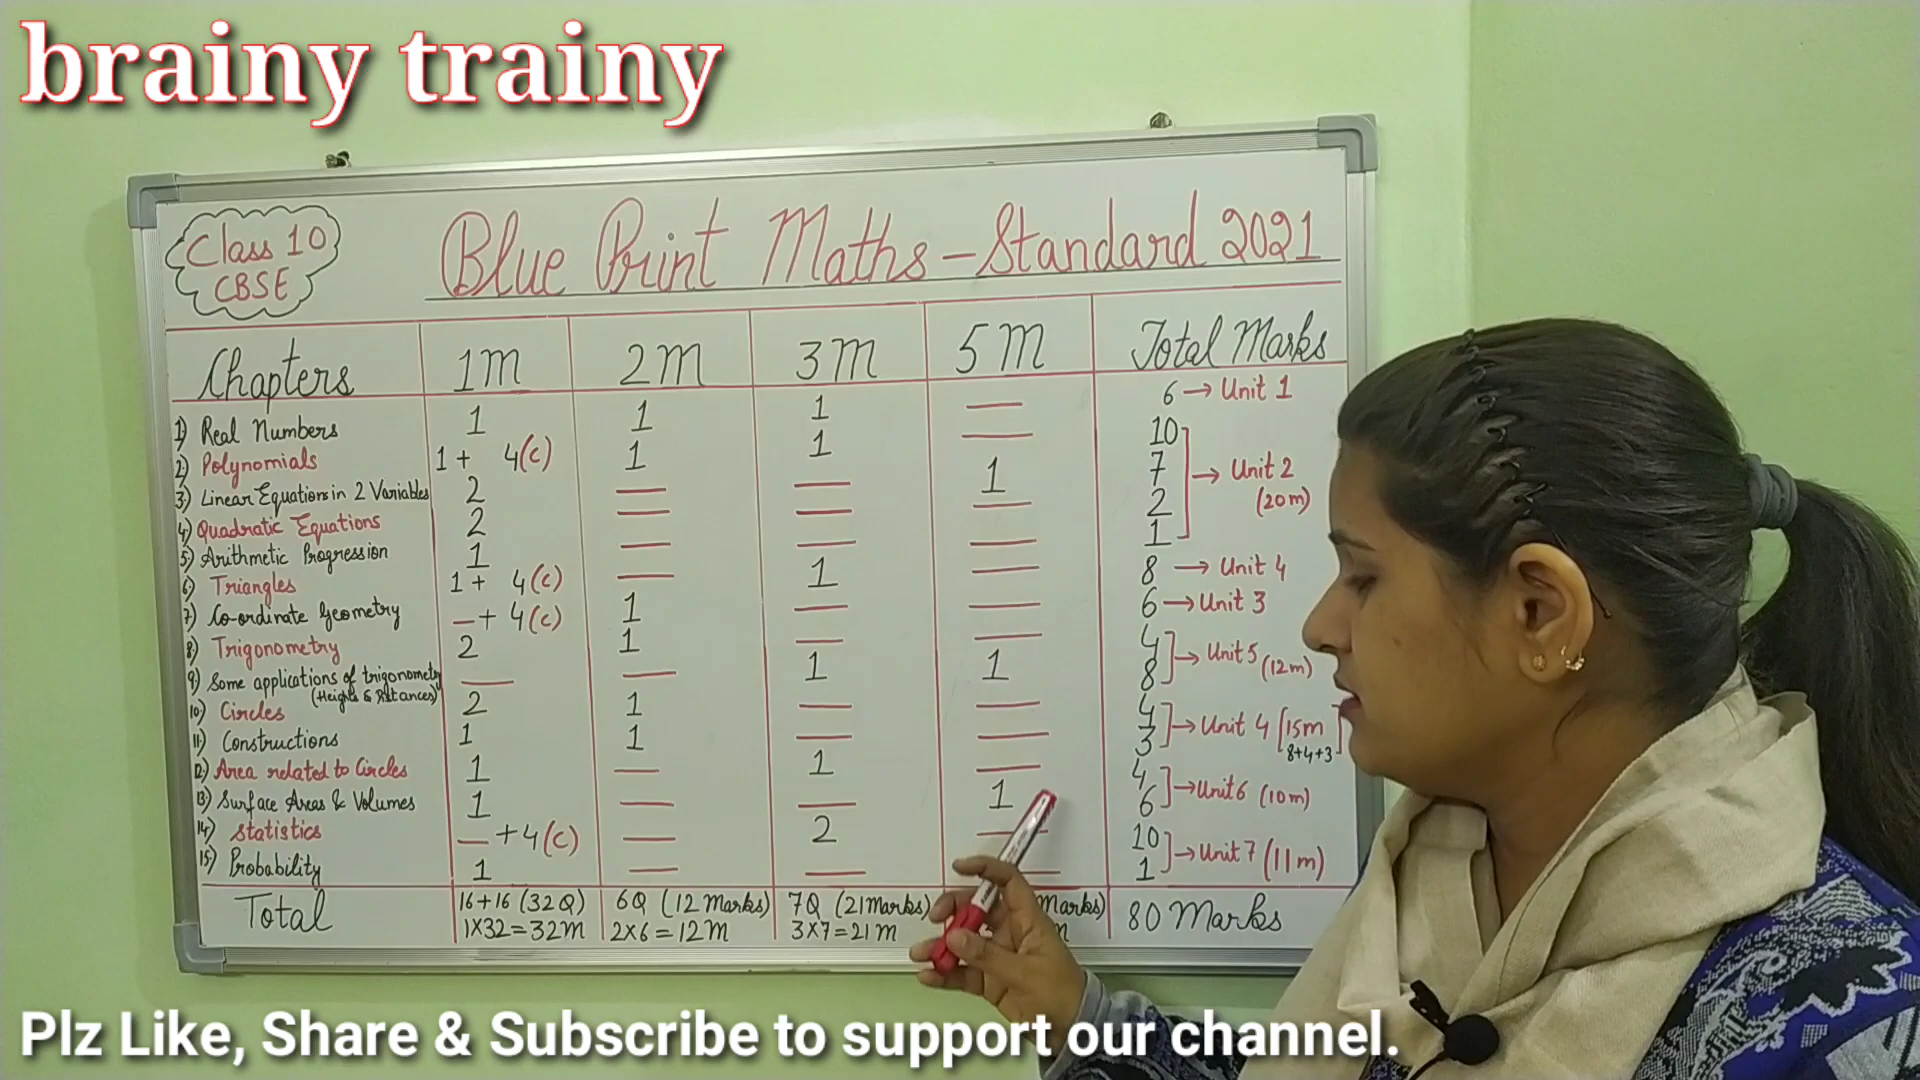 brainy trainy
Class 10
CBSE
Blue Print Maths - Standard 2021
Chapters 1M 2M 3M 5M Total Marks
1) Real Numbers 1 1 1 — 6 → Unit 1
2) Polynomials 1 + 4(c) 1 1 — 10
3) Linear Equations in 2 Variables 2 — — 1 7 → Unit 2
4) Quadratic Equations 2 — — — 2 (20m)
5) Arithmetic Progression 1 — — — 1
6) Triangles 1 + 4(c) — 1 — 8 → Unit 4
7) Co-ordinate Geometry — + 4(c) 1 — — 6 → Unit 3
8) Trigonometry 2 1 — — 4 → Unit 5 (12m)
9) Some applications of trigonometry — — 1 1 8
(Heights & Distances)
10) Circles 2 1 — — 4 → Unit 4 [15m
11) Constructions 1 1 — — 3 8+4+3]
12) Area related to Circles 1 — 1 — 4 → Unit 6 (10m)
13) Surface Areas & Volumes 1 — — 1 6
14) Statistics — + 4(c) — 2 — 10 → Unit 7 (11m)
15) Probability 1 — — — 1
Total 16+16 (32Q) 6Q (12 Marks) 7Q (21Marks) Marks) 80 Marks
1X32=32M 2X6=12M 3X7=21M
Plz Like, Share & Subscribe to support our channel.